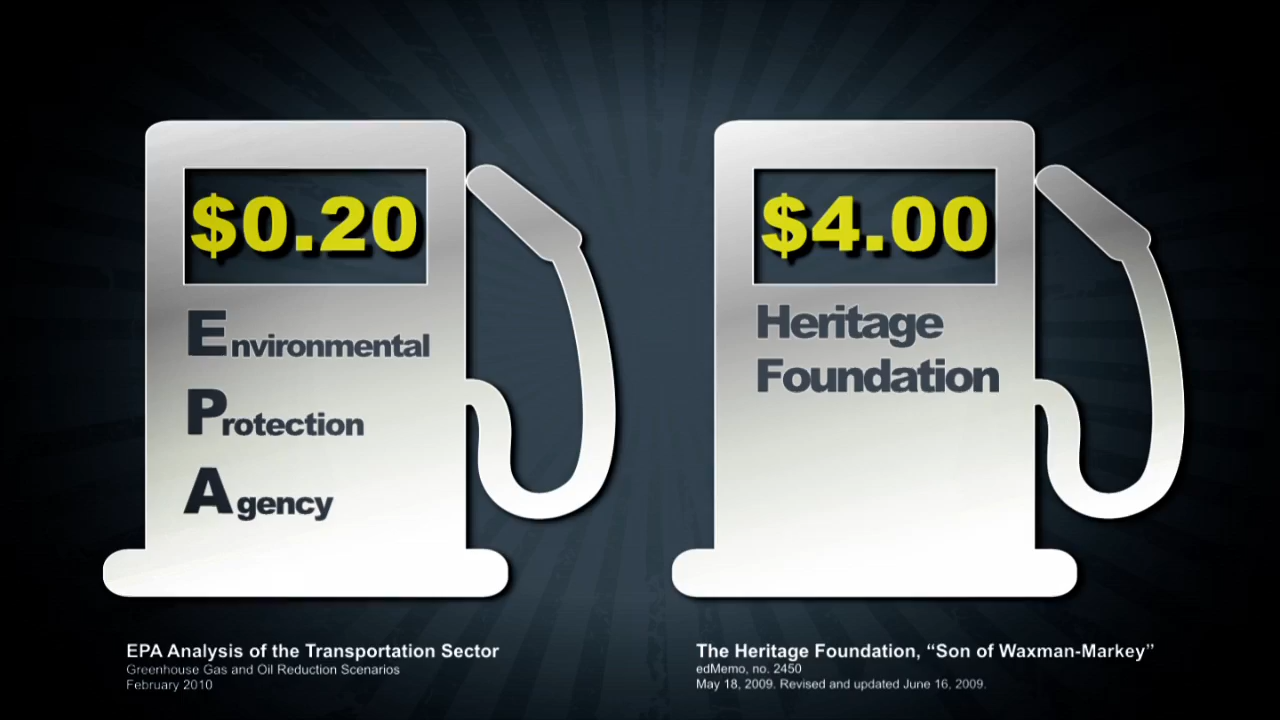 $0.20
Environmental
Protection
Agency
EPA Analysis of the Transportation Sector
Greenhouse Gas and Oil Reduction Scenarios
February 2010
$4.00
Heritage
Foundation
The Heritage Foundation, “Son of Waxman-Markey”
edMemo, no. 2450
May 18, 2009. Revised and updated June 16, 2009.